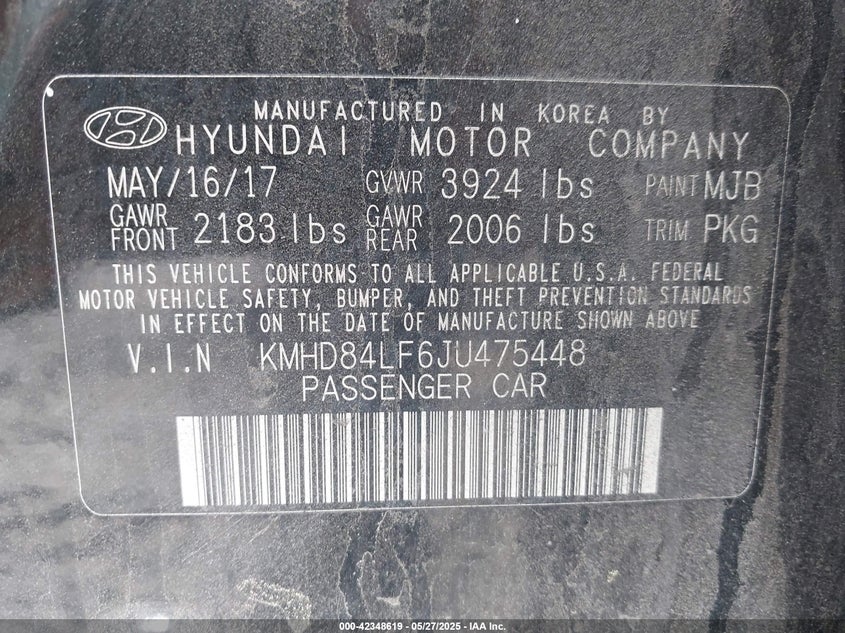 MANUFACTURED IN KOREA BY
HYUNDAI MOTOR COMPANY
MAY/16/17 GVWR 3924 lbs PAINT MJB
GAWR FRONT 2183 lbs GAWR REAR 2006 lbs TRIM PKG
THIS VEHICLE CONFORMS TO ALL APPLICABLE U.S.A. FEDERAL
MOTOR VEHICLE SAFETY, BUMPER, AND THEFT PREVENTION STANDARDS
IN EFFECT ON THE DATE OF MANUFACTURE SHOWN ABOVE
V.I.N KMHD84LF6JU475448
PASSENGER CAR
000-42348619 - 05/27/2025 - IAA Inc.